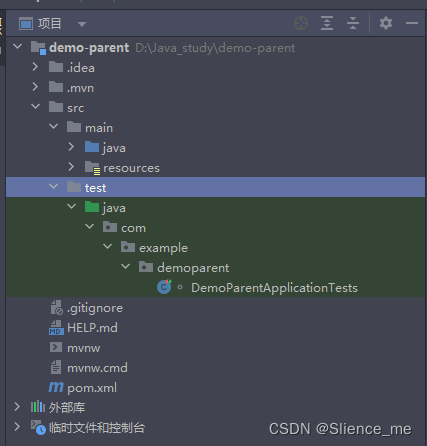 项目
demo-parent D:\Java_study\demo-parent
.idea
.mvn
src
main
java
resources
test
java
com
example
demoparent
DemoParentApplicationTests
.gitignore
HELP.md
mvnw
mvnw.cmd
pom.xml
外部库
临时文件和控制台
CSDN @Slience_me